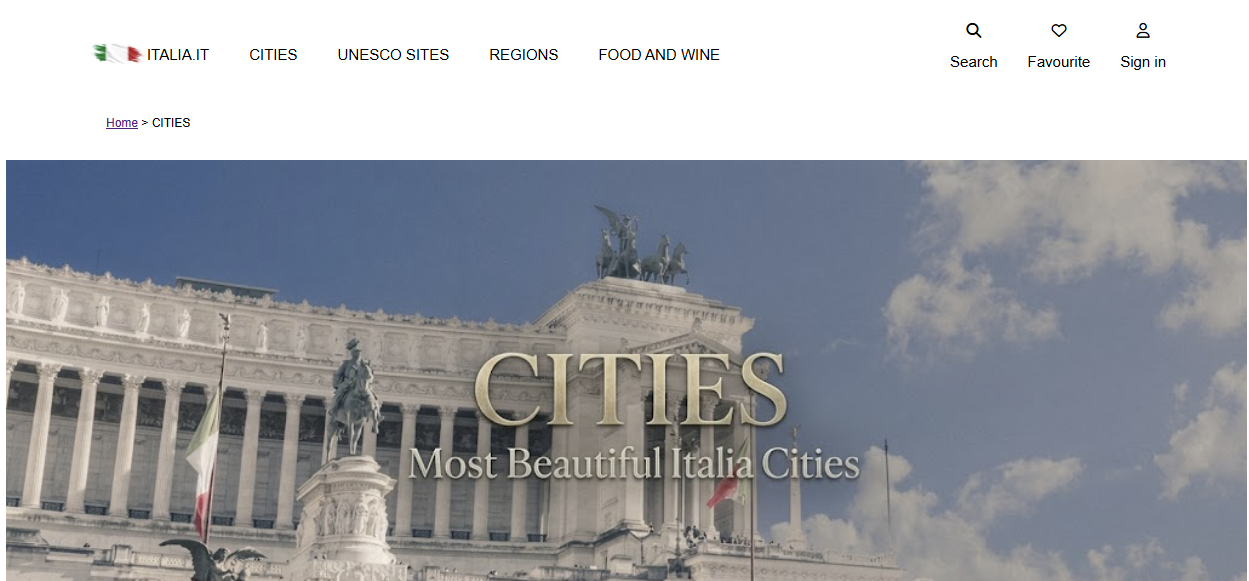 ITALIA.IT CITIES UNESCO SITES REGIONS FOOD AND WINE
Search Favourite Sign in
Home > CITIES
CITIES
Most Beautiful Italia Cities